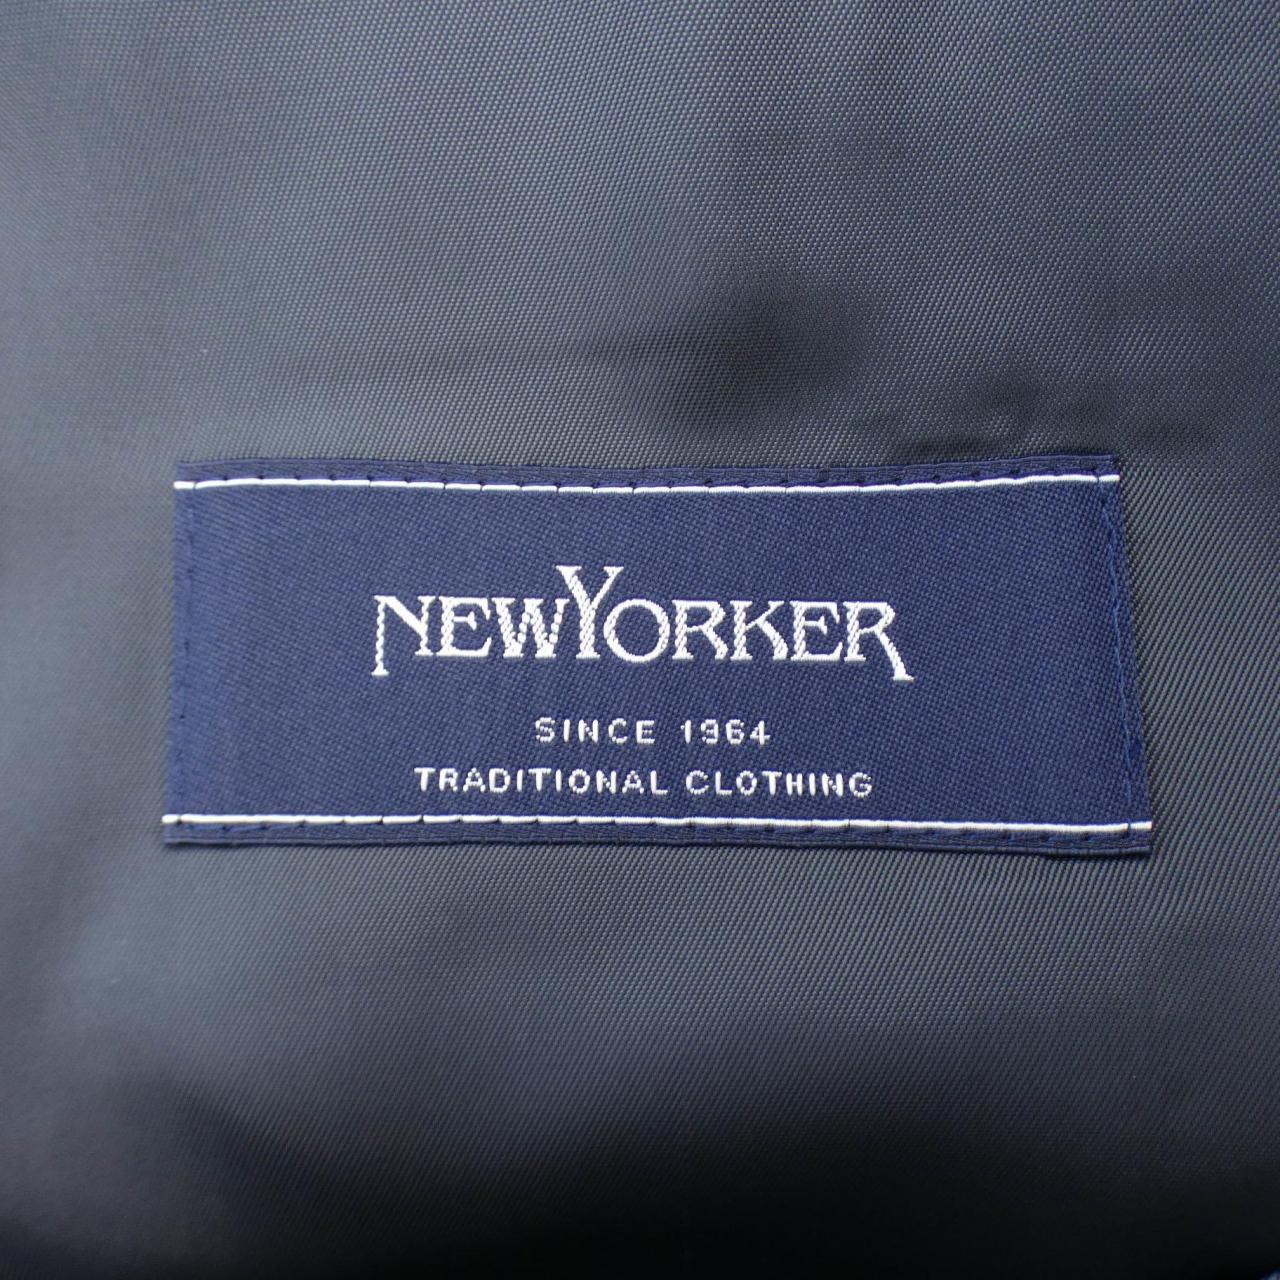 NEWYORKER
SINCE 1964
TRADITIONAL CLOTHING